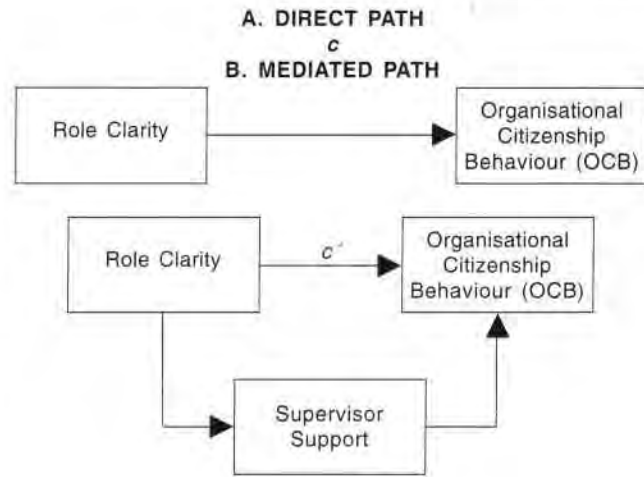 A. DIRECT PATH
c
B. MEDIATED PATH
Role Clarity
Organisational
Citizenship
Behaviour (OCB)
Role Clarity
c´
Organisational
Citizenship
Behaviour (OCB)
Supervisor
Support